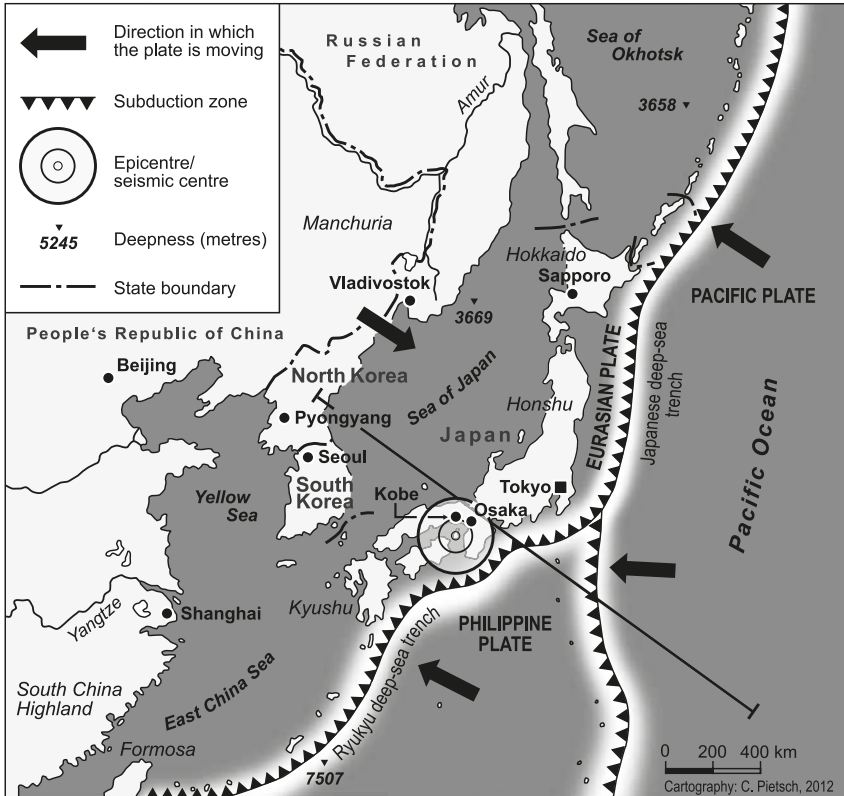 Direction in which
the plate is moving
Subduction zone
Epicentre/
seismic centre
5245
Deepness (metres)
State boundary
Russian
Federation
Amur
Sea of
Okhotsk
3658
Manchuria
Hokkaido
Sapporo
Vladivostok
3669
PACIFIC PLATE
People's Republic of China
Beijing
North Korea
Sea of Japan
Pyongyang
Honshu
Japan
EURASIAN PLATE
Japanese deep-sea
trench
Seoul
South
Korea
Yellow
Sea
Kobe
Osaka
Tokyo
Pacific Ocean
Kyushu
Shanghai
Yangtze
PHILIPPINE
PLATE
Ryukyu deep-sea trench
East China Sea
South China
Highland
Formosa
7507
0 200 400 km
Cartography: C. Pietsch, 2012